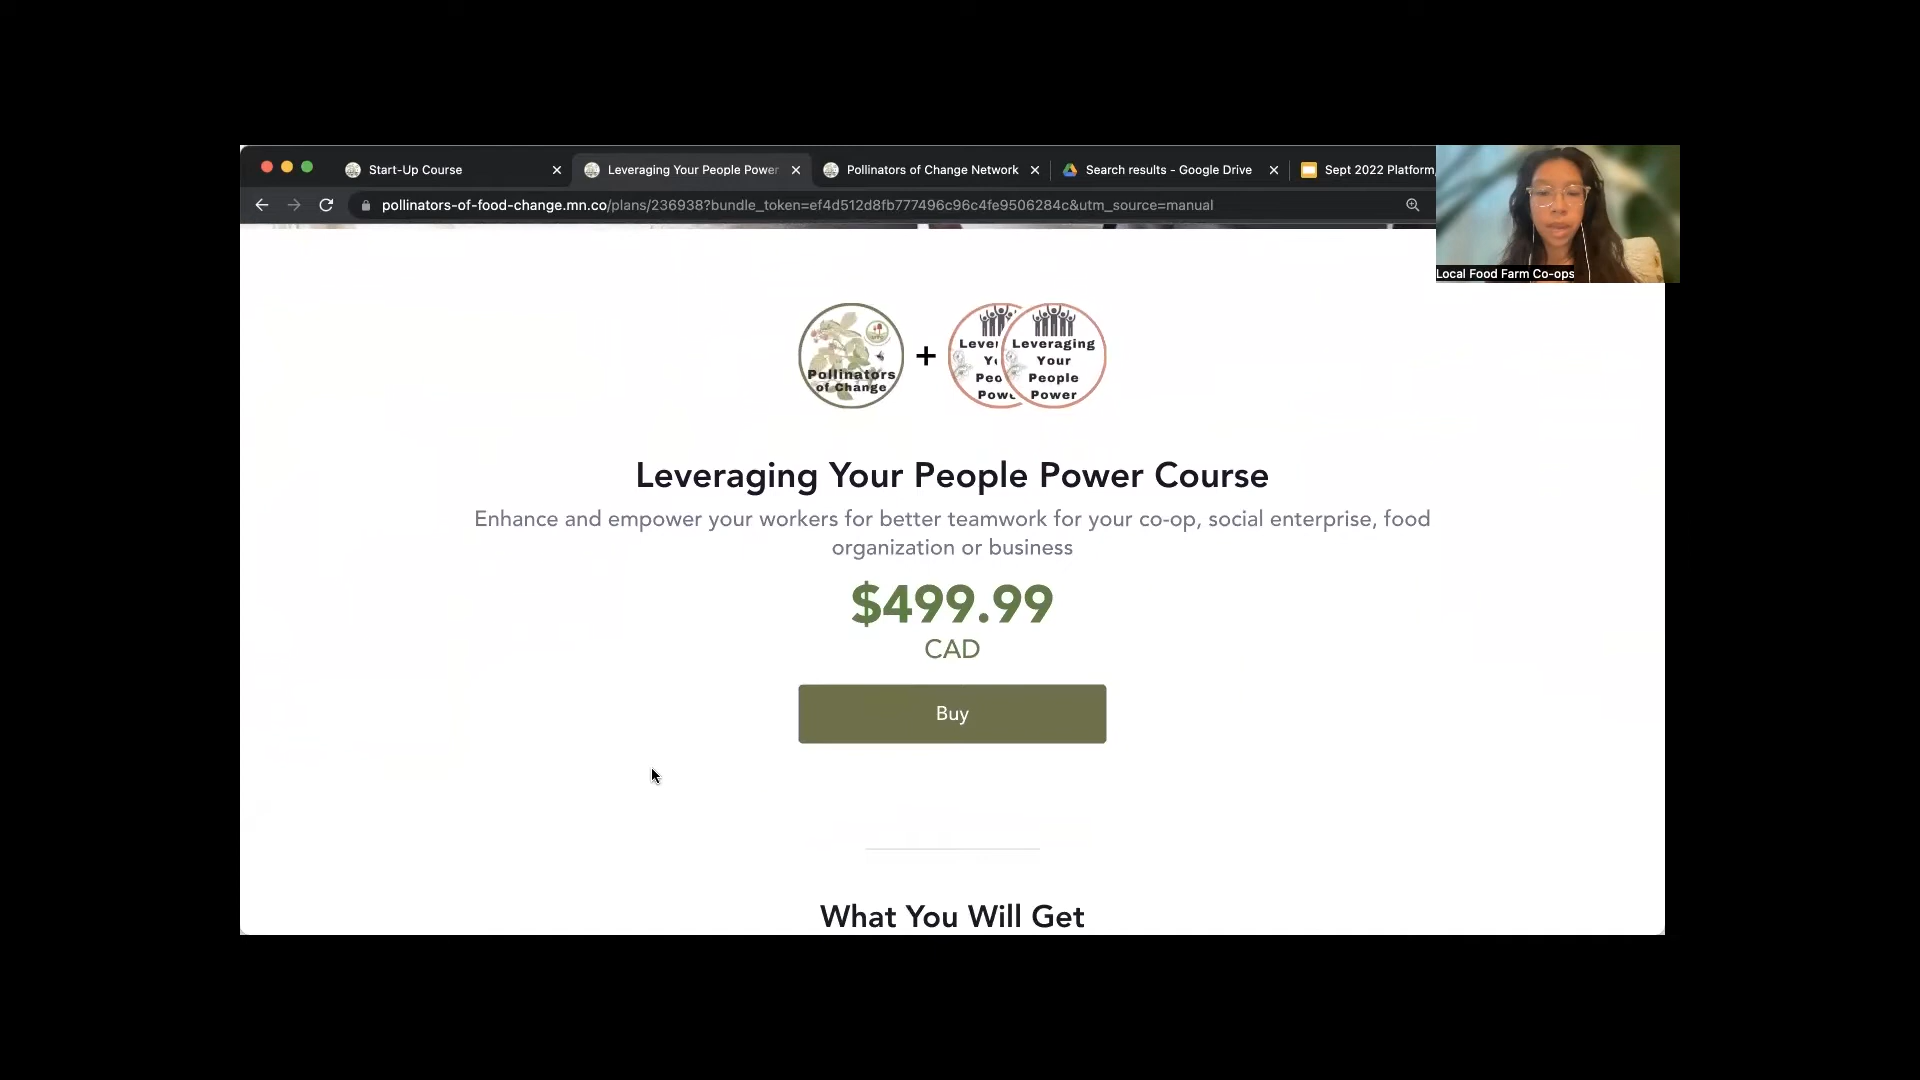 Start-Up Course
Leveraging Your People Power
Pollinators of Change Network
Search results - Google Drive
Sept 2022 Platform,
pollinators-of-food-change.mn.co/plans/236938?bundle_token=ef4d512d8fb777496c96c4fe9506284c&utm_source=manual
Local Food Farm Co-ops
Pollinators
of Change
+
Leveraging
Your
People
Power
Leveraging Your People Power Course
Enhance and empower your workers for better teamwork for your co-op, social enterprise, food
organization or business
$499.99
CAD
Buy
What You Will Get